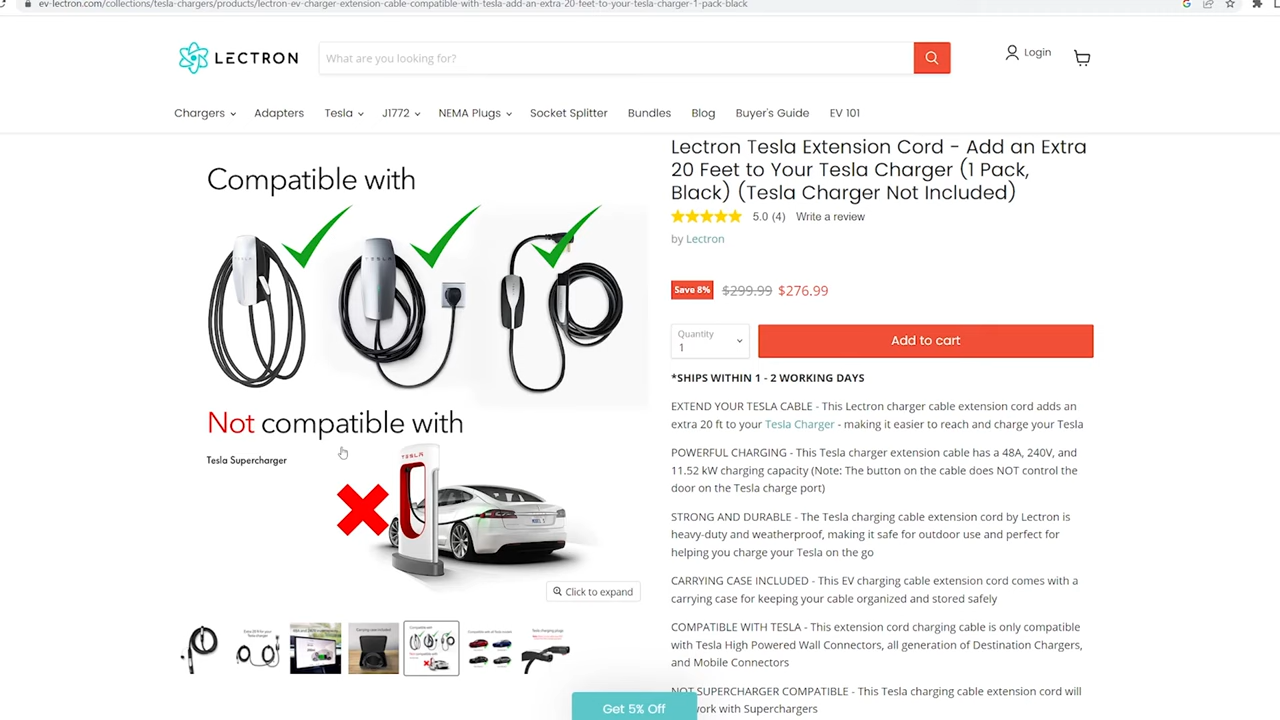 ev-lectron.com/collections/tesla-chargers/products/lectron-ev-charger-extension-cable-compatible-with-tesla-add-an-extra-20-feet-to-your-tesla-charger-1-pack-black
LECTRON
What are you looking for?
Login
Chargers
Adapters
Tesla
J1772
NEMA Plugs
Socket Splitter
Bundles
Blog
Buyer's Guide
EV 101
Compatible with
TESLA
TESLA
Not compatible with
Tesla Supercharger
TESLA
Click to expand
Lectron Tesla Extension Cord - Add an Extra
20 Feet to Your Tesla Charger (1 Pack,
Black) (Tesla Charger Not Included)
5.0 (4) Write a review
by Lectron
Save 8% $299.99 $276.99
Quantity
1
Add to cart
*SHIPS WITHIN 1 - 2 WORKING DAYS
EXTEND YOUR TESLA CABLE - This Lectron charger cable extension cord adds an
extra 20 ft to your Tesla Charger - making it easier to reach and charge your Tesla
POWERFUL CHARGING - This Tesla charger extension cable has a 48A, 240V, and
11.52 kW charging capacity (Note: The button on the cable does NOT control the
door on the Tesla charge port)
STRONG AND DURABLE - The Tesla charging cable extension cord by Lectron is
heavy-duty and weatherproof, making it safe for outdoor use and perfect for
helping you charge your Tesla on the go
CARRYING CASE INCLUDED - This EV charging cable extension cord comes with a
carrying case for keeping your cable organized and stored safely
COMPATIBLE WITH TESLA - This extension cord charging cable is only compatible
with Tesla High Powered Wall Connectors, all generation of Destination Chargers,
and Mobile Connectors
NOT SUPERCHARGER COMPATIBLE - This Tesla charging cable extension cord will
work with Superchargers
Get 5% Off